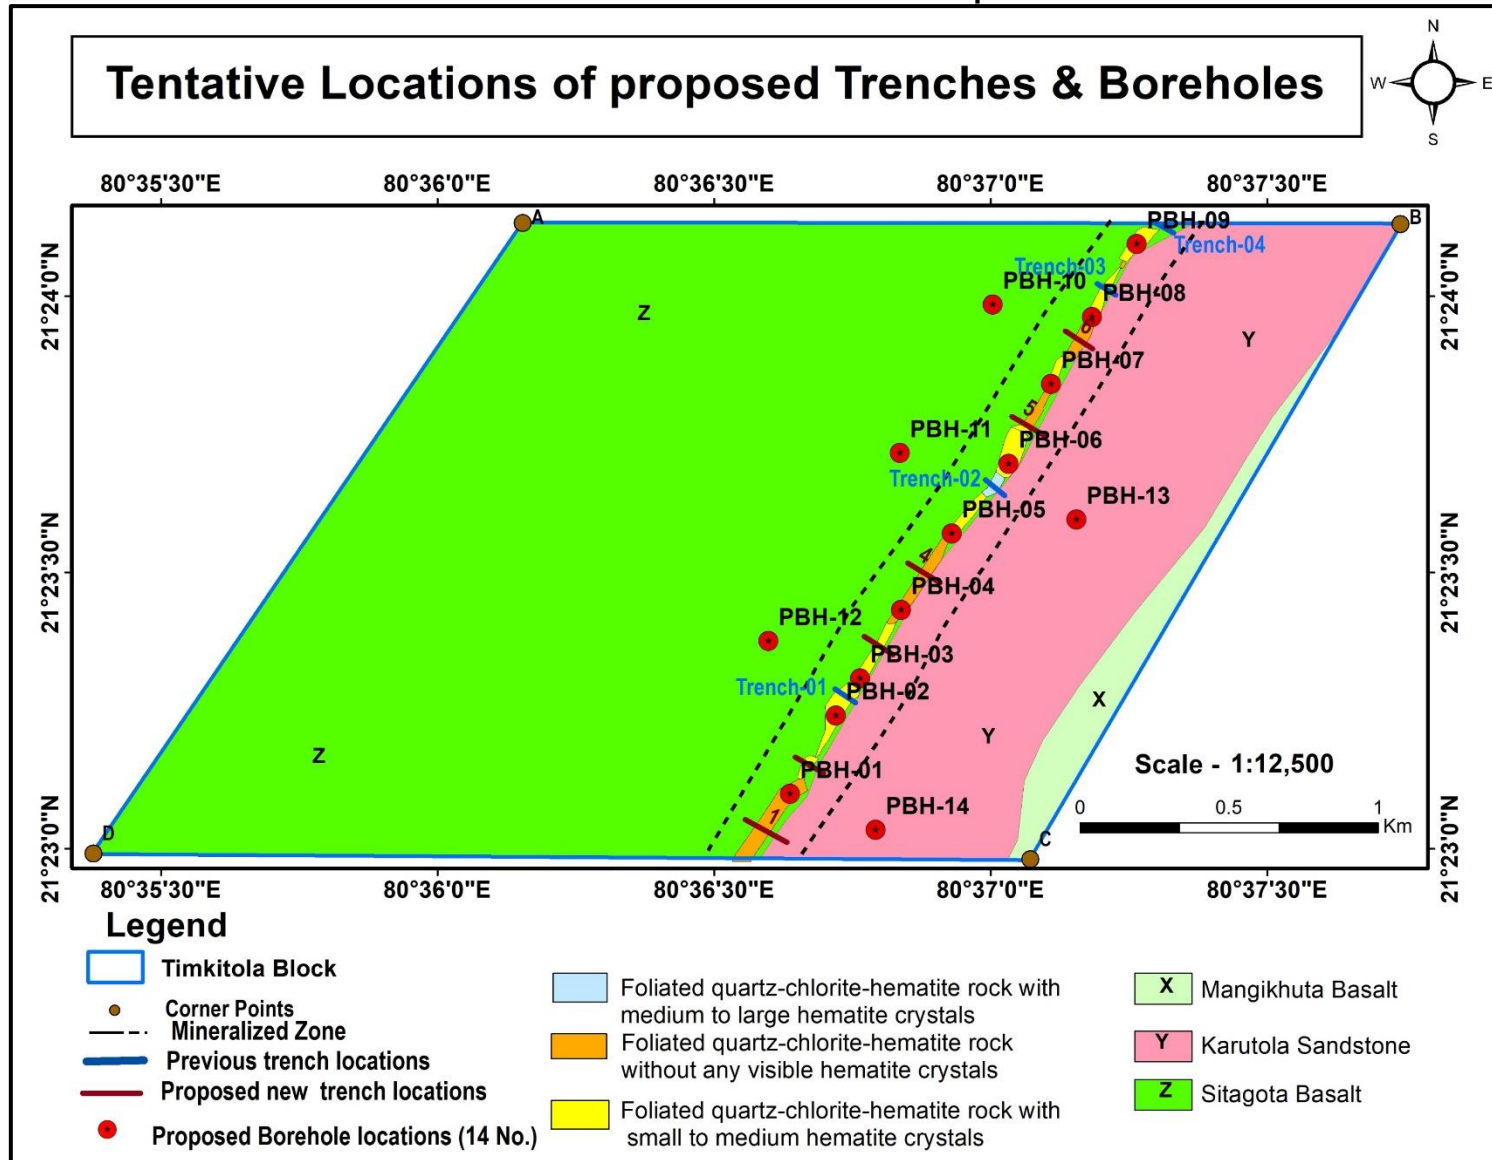 Tentative Locations of proposed Trenches & Boreholes
N
W
E
S
80°35'30"E
80°36'0"E
80°36'30"E
80°37'0"E
80°37'30"E
A
B
PBH-09
Trench-04
Trench-03
PBH-10
PBH-08
21°24'0"N
21°24'0"N
Z
Y
6
PBH-07
5
PBH-11
PBH-06
Trench-02
PBH-05
PBH-13
4
21°23'30"N
21°23'30"N
PBH-04
PBH-12
PBH-03
Trench-01
PBH-02
X
Y
Z
PBH-01
Scale - 1:12,500
0
0.5
1
Km
PBH-14
1
D
C
21°23'0"N
21°23'0"N
80°35'30"E
80°36'0"E
80°36'30"E
80°37'0"E
80°37'30"E
Legend
Timkitola Block
Corner Points
Mineralized Zone
Previous trench locations
Proposed new trench locations
Proposed Borehole locations (14 No.)
Foliated quartz-chlorite-hematite rock with
medium to large hematite crystals
Foliated quartz-chlorite-hematite rock
without any visible hematite crystals
Foliated quartz-chlorite-hematite rock with
small to medium hematite crystals
X
Mangikhuta Basalt
Y
Karutola Sandstone
Z
Sitagota Basalt